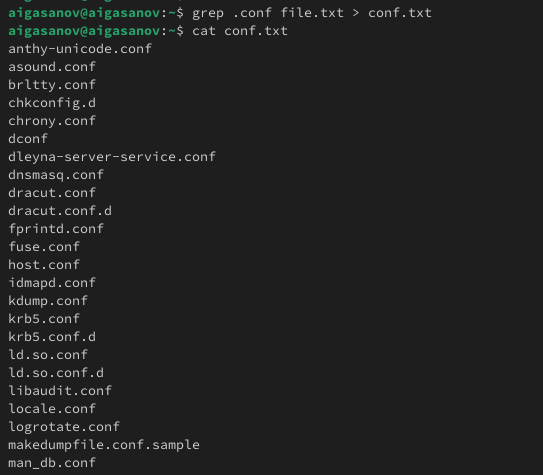 aigasanov@aigasanov:~$ grep .conf file.txt > conf.txt
aigasanov@aigasanov:~$ cat conf.txt
anthy-unicode.conf
asound.conf
brltty.conf
chkconfig.d
chrony.conf
dconf
dleyna-server-service.conf
dnsmasq.conf
dracut.conf
dracut.conf.d
fprintd.conf
fuse.conf
host.conf
idmapd.conf
kdump.conf
krb5.conf
krb5.conf.d
ld.so.conf
ld.so.conf.d
libaudit.conf
locale.conf
logrotate.conf
makedumpfile.conf.sample
man_db.conf